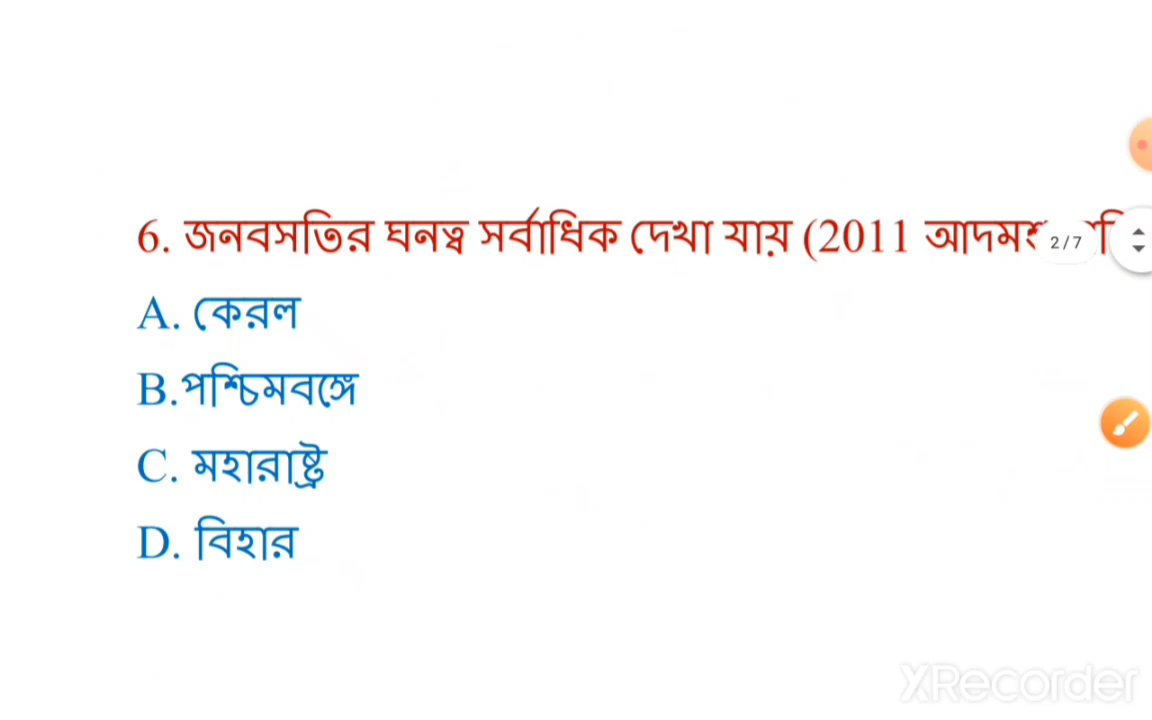 6. জনবসতির ঘনত্ব সর্বাধিক দেখা যায় (2011
2/7
A. কেরল
B.পশ্চিমবঙ্গে
C. মহারাষ্ট্রে
D. বিহার
XRecorder